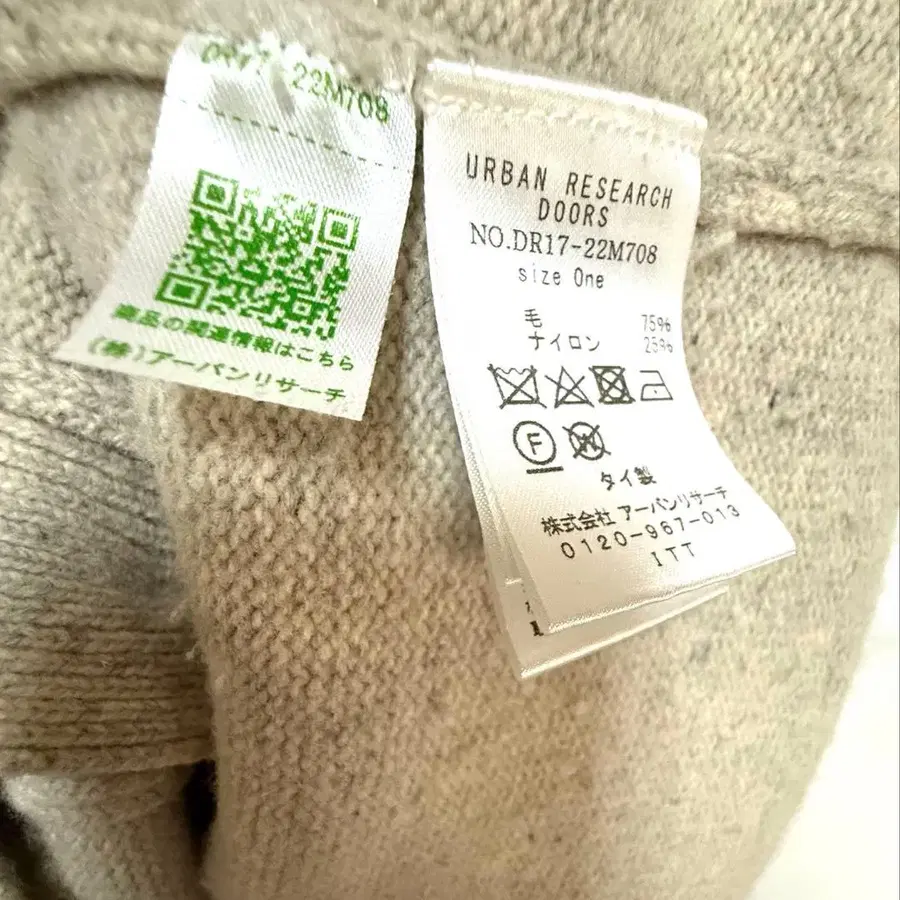 DR17-22M708
商品の関連情報はこちら
(株)アーバンリサーチ
URBAN RESEARCH
DOORS
NO.DR17-22M708
size One
毛 75%
ナイロン 25%
F
W
タイ製
株式会社 アーバンリサーチ
0120-967-013
ITT